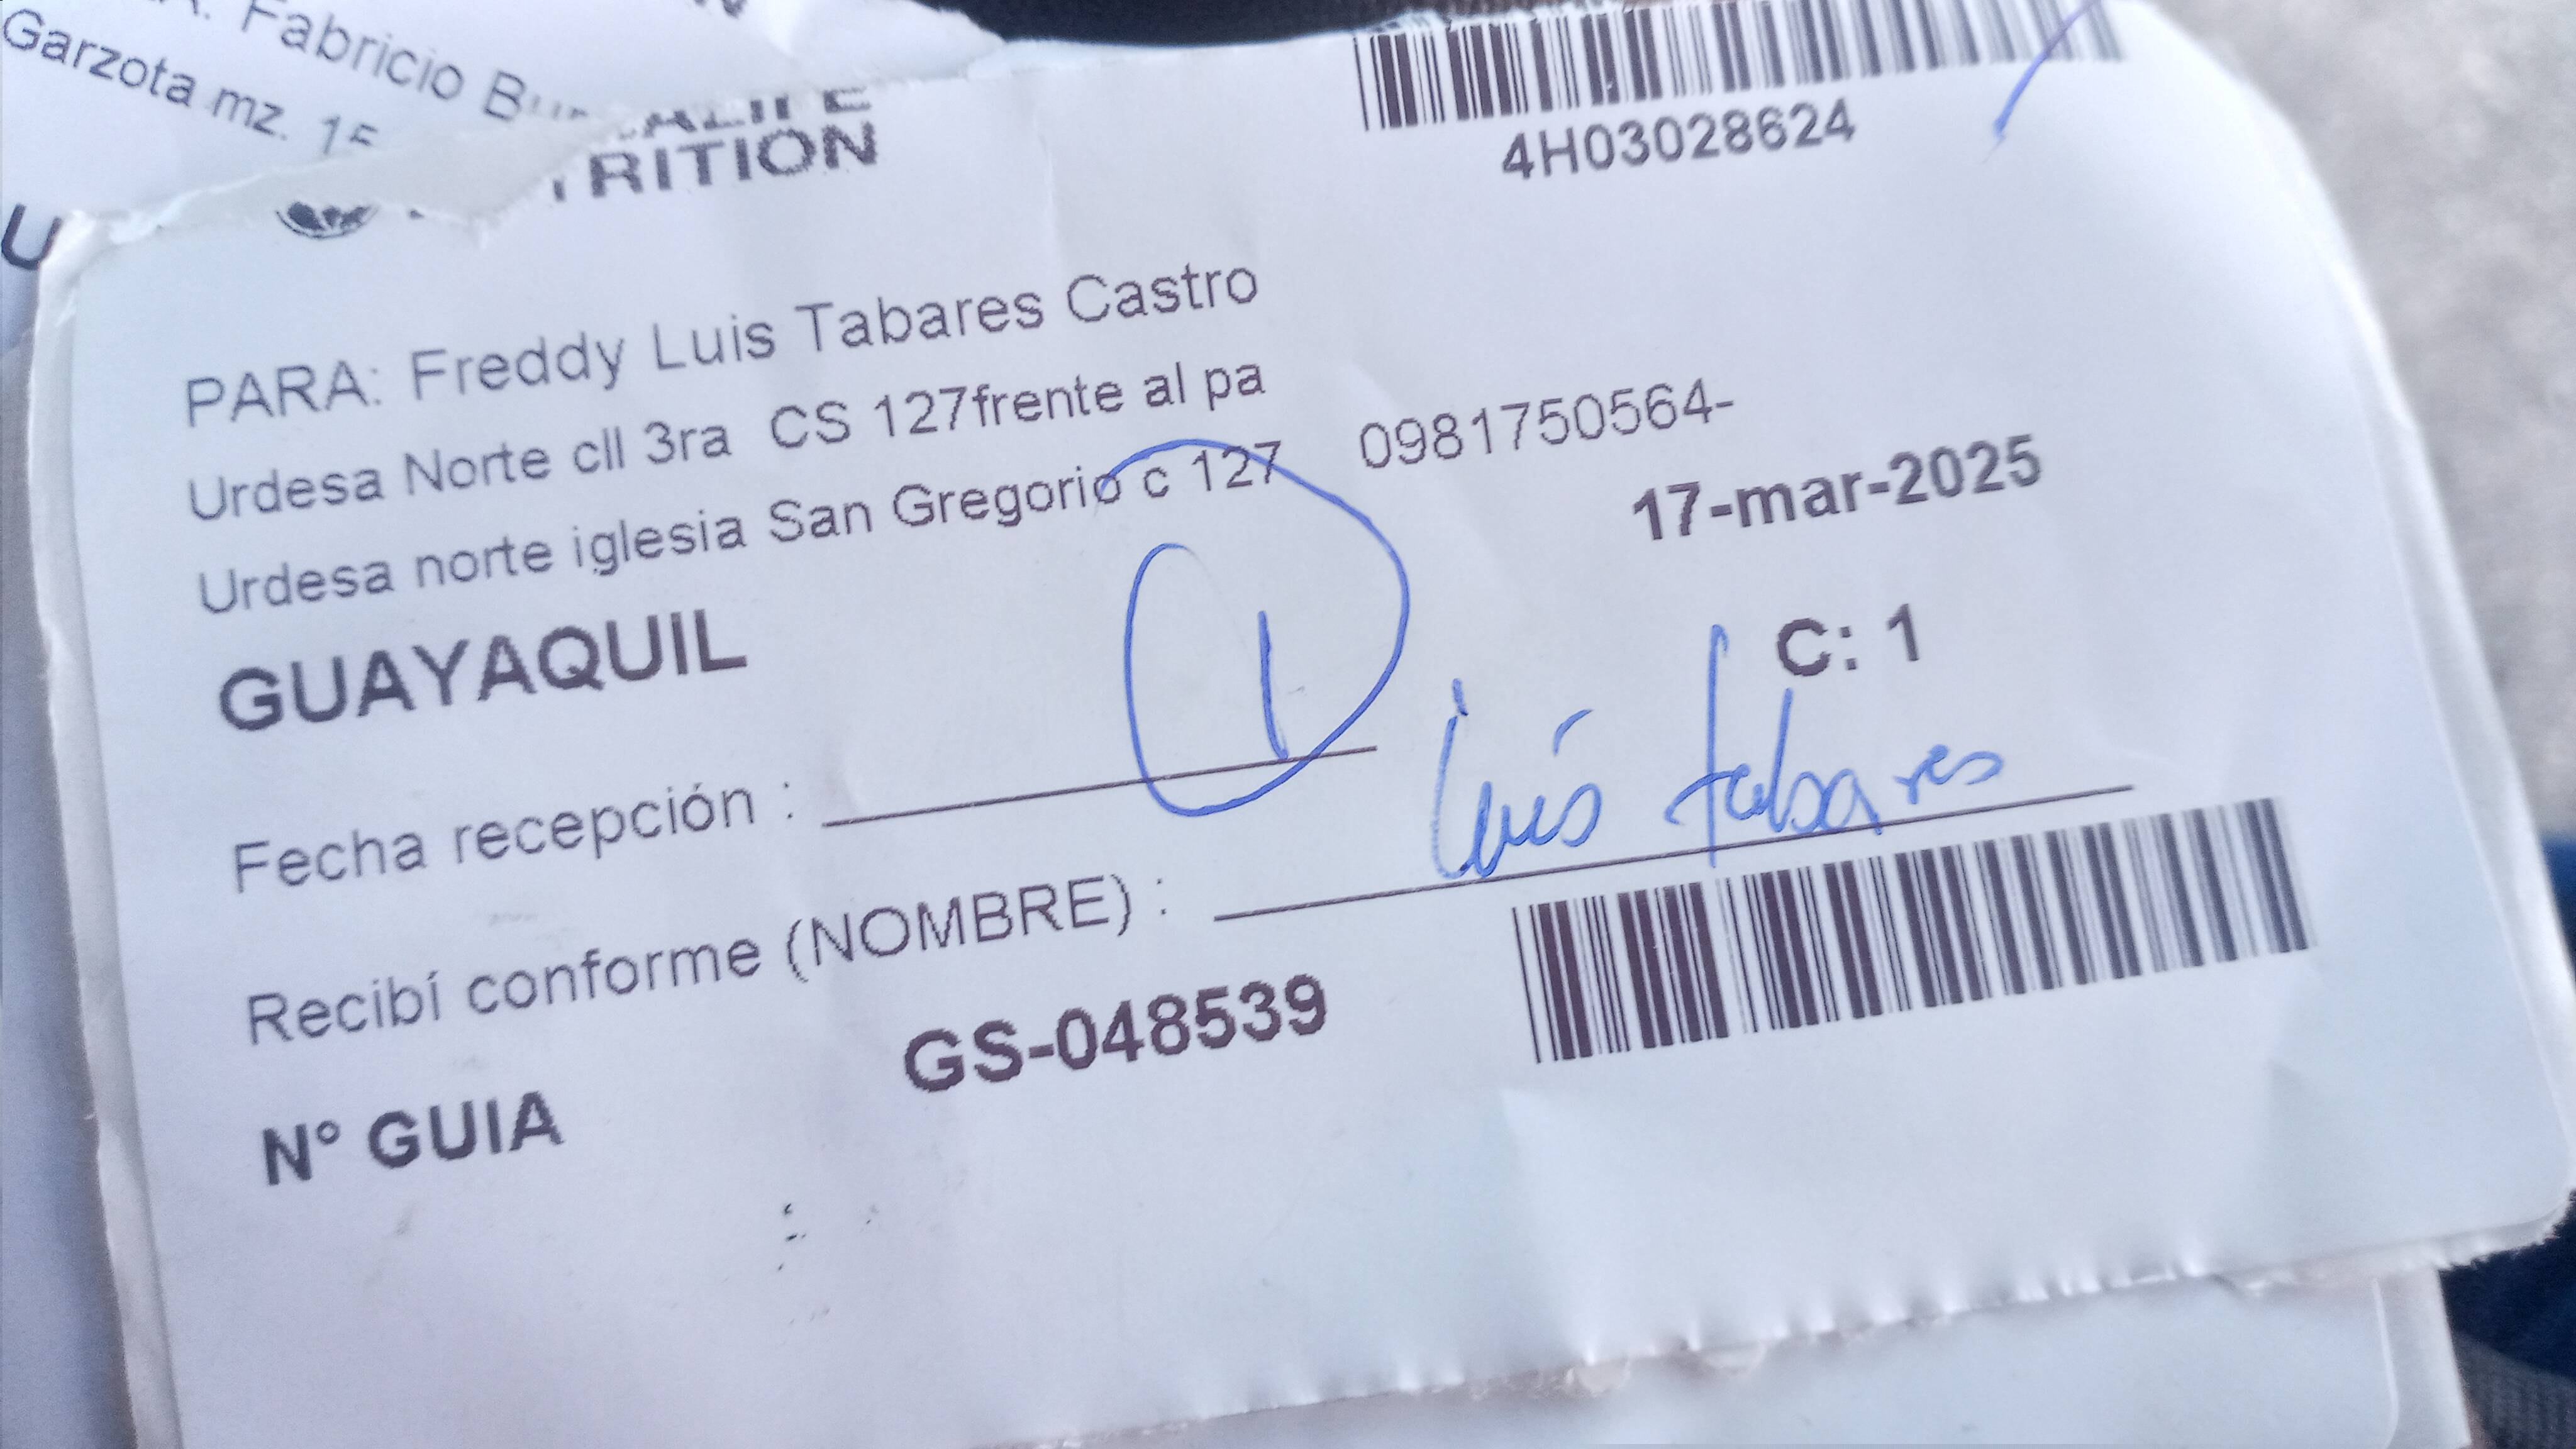 Fabricio
Garzota mz. 15
4H03028624
PARA: Freddy Luis Tabares Castro
Urdesa Norte cll 3ra CS 127frente al pa
Urdesa norte iglesia San Gregorio c 127 0981750564-
17-mar-2025
GUAYAQUIL
1
C: 1
Fecha recepción :
Luis tabares
Recibí conforme (NOMBRE) :
N° GUIA GS-048539